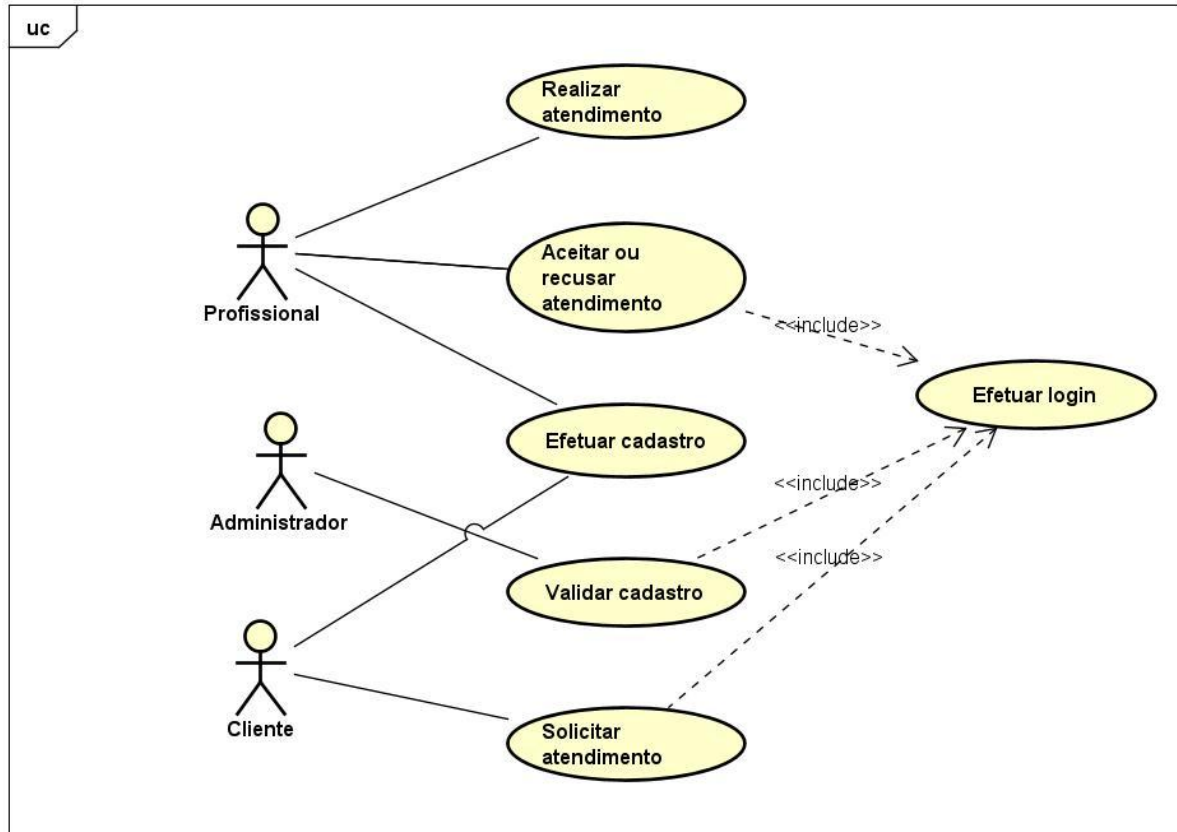 uc
Realizar
atendimento
Aceitar ou
recusar
atendimento
Profissional
<<include>>
Efetuar login
Efetuar cadastro
<<include>>
Administrador
<<include>>
Validar cadastro
Cliente
Solicitar
atendimento